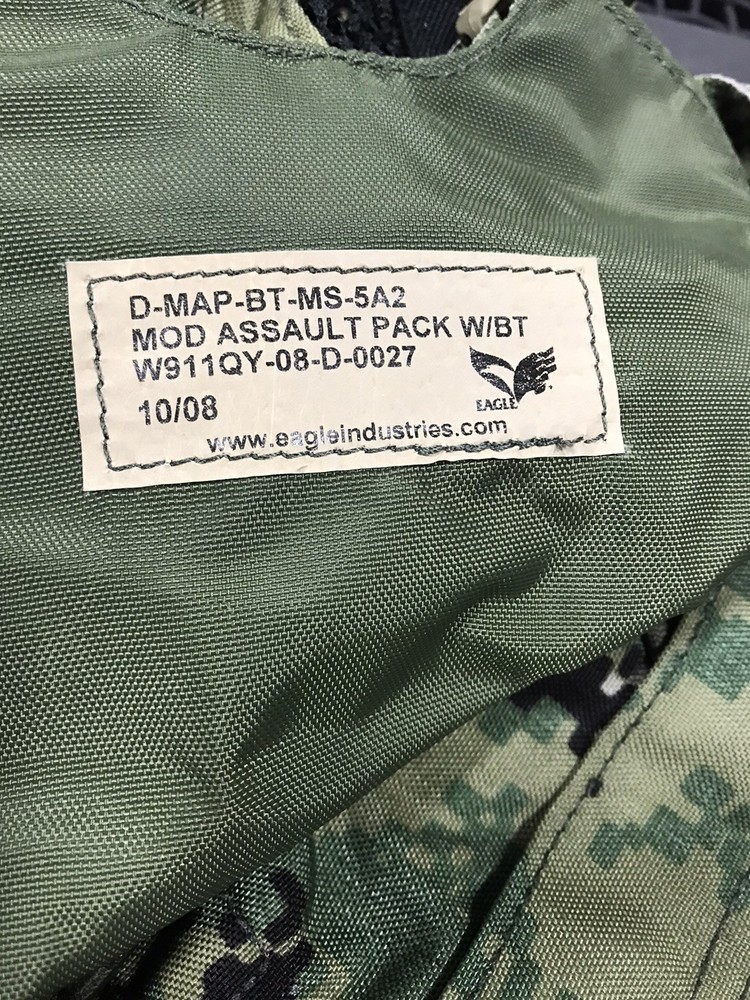 D-MAP-BT-MS-5A2
MOD ASSAULT PACK W/BT
W911QY-08-D-0027
EAGLE
10/08
www.eagleindustries.com